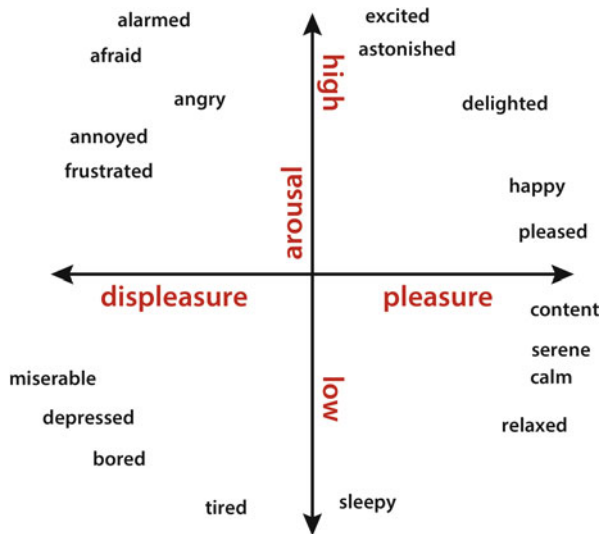 alarmed
excited
afraid
astonished
high
angry
delighted
annoyed
frustrated
arousal
happy
pleased
displeasure
pleasure
content
serene
miserable
calm
low
depressed
relaxed
bored
tired
sleepy